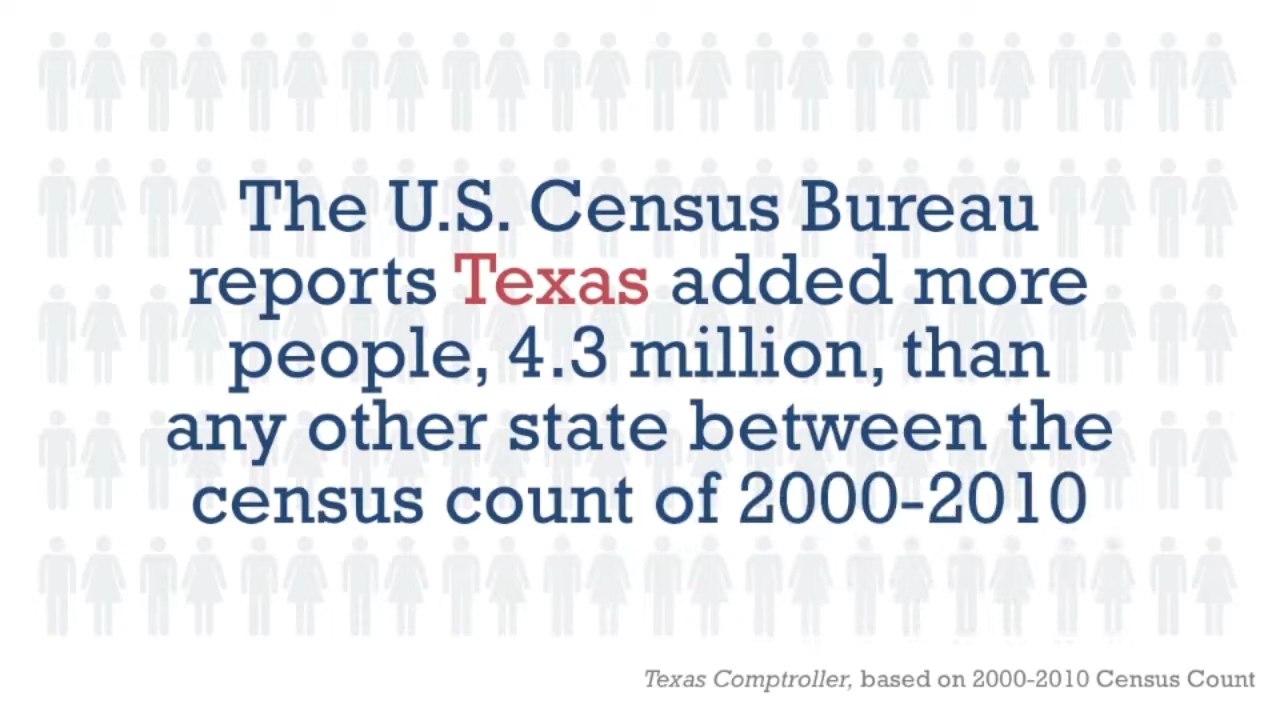 The U.S. Census Bureau
reports Texas added more
people, 4.3 million, than
any other state between the
census count of 2000-2010
Texas Comptroller, based on 2000-2010 Census Count